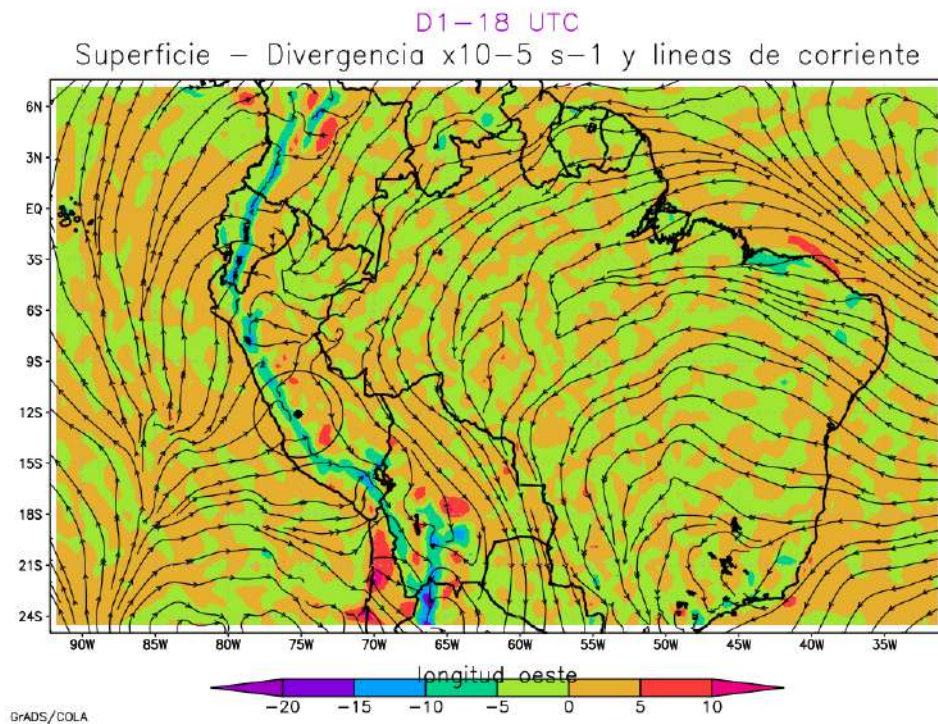 D1-18 UTC
Superficie - Divergencia x10-5 s-1 y lineas de corriente
6N
3N
EQ
3S
6S
9S
12S
15S
18S
21S
24S
90W 85W 80W 75W 70W 65W 60W 55W 50W 45W 40W 35W
longitud oeste
-20 -15 -10 -5 0 5 10
GrADS/COLA